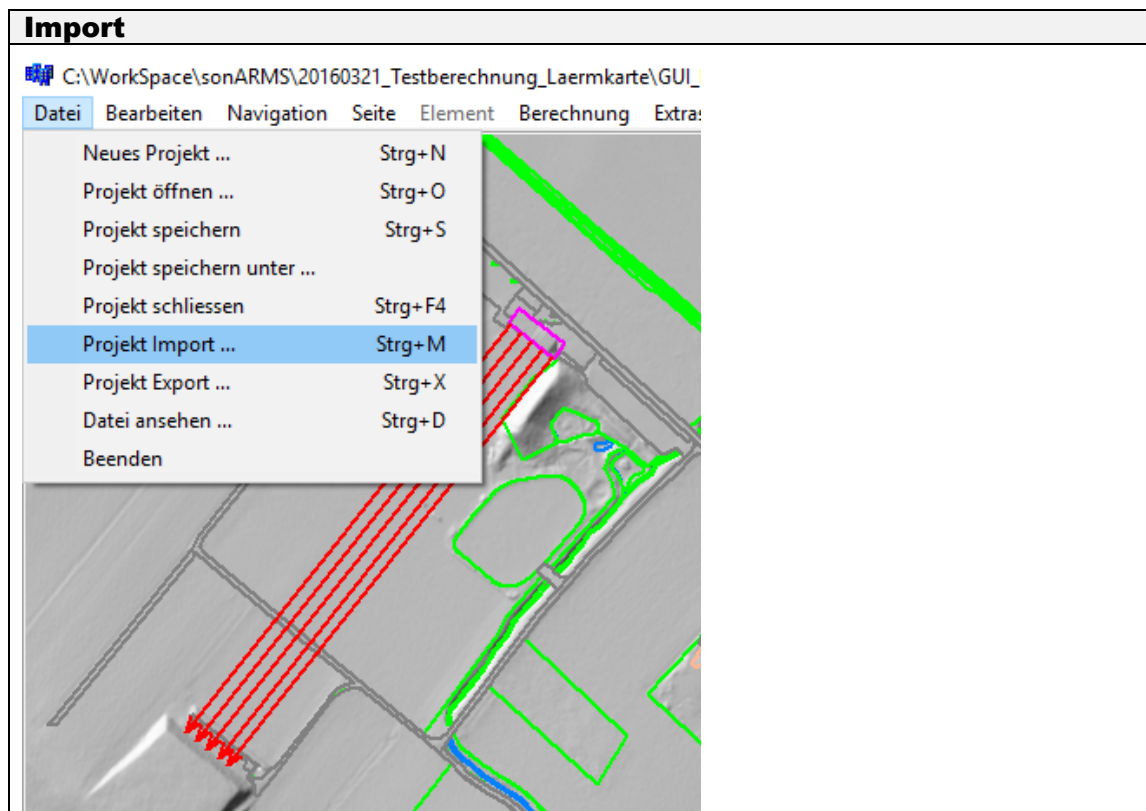 Import
C:\WorkSpace\sonARMS\20160321_Testberechnung_Laermkarte\GUI_
Datei Bearbeiten Navigation Seite Element Berechnung Extras
Neues Projekt ... Strg+N
Projekt öffnen ... Strg+O
Projekt speichern Strg+S
Projekt speichern unter ...
Projekt schliessen Strg+F4
Projekt Import ... Strg+M
Projekt Export ... Strg+X
Datei ansehen ... Strg+D
Beenden